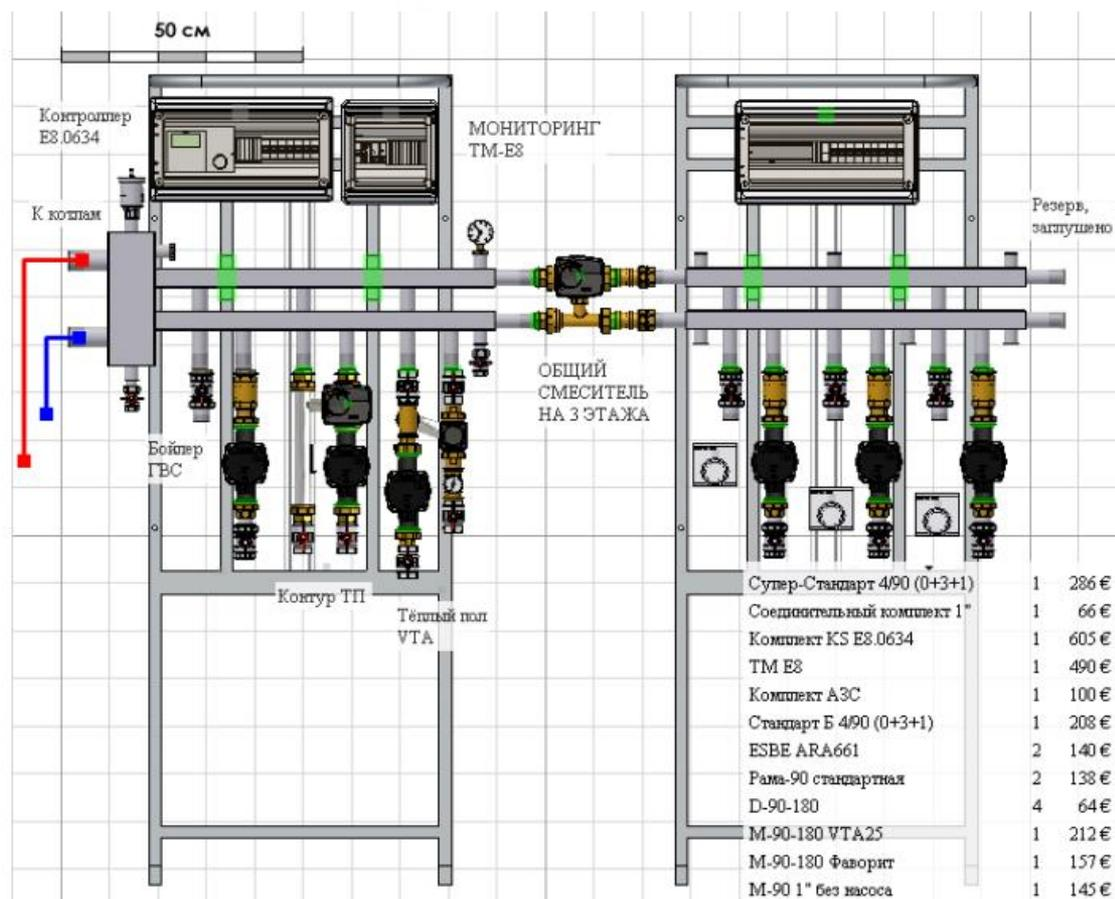 50 см
Контроллер
E8.0634
МОНИТОРИНГ
ТМ-E8
К котлам
Резерв,
заглушено
ОБЩИЙ
СМЕСИТЕЛЬ
НА 3 ЭТАЖА
Бойлер
ГВС
Контур ТП
Тёплый пол
VTA
Супер-Стандарт 4/90 (0+3+1) 1 286 €
Соединительный комплект 1" 1 66 €
Комплект KS E8.0634 1 605 €
ТМ E8 1 490 €
Комплект АЗС 1 100 €
Стандарт Б 4/90 (0+3+1) 1 208 €
ESBE ARA661 2 140 €
Рама-90 стандартная 2 138 €
D-90-180 4 64 €
M-90-180 VTA25 1 212 €
M-90-180 Фаворит 1 157 €
M-90 1" без насоса 1 145 €